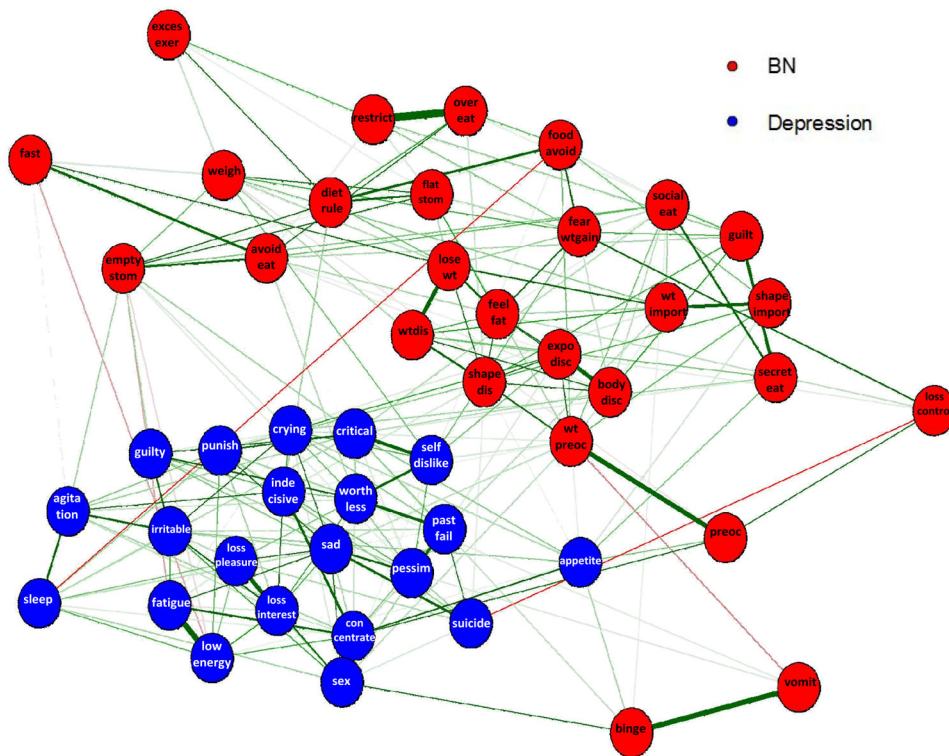 exces
exer
BN
over
eat
restrict
Depression
food
avoid
fast
weigh
diet
rule
flat
stom
social
eat
fear
wtgain
guilt
avoid
eat
empty
stom
lose
wt
wt
import
shape
import
feel
fat
wtdis
expo
disc
shape
dis
body
disc
secret
eat
loss
contro
crying
critical
wt
preoc
guilty
punish
self
dislike
inde
cisive
worth
less
agita
tion
irritable
past
fail
preoc
loss
pleasure
sad
pessim
appetite
sleep
fatigue
loss
interest
con
centrate
suicide
low
energy
sex
vomit
binge